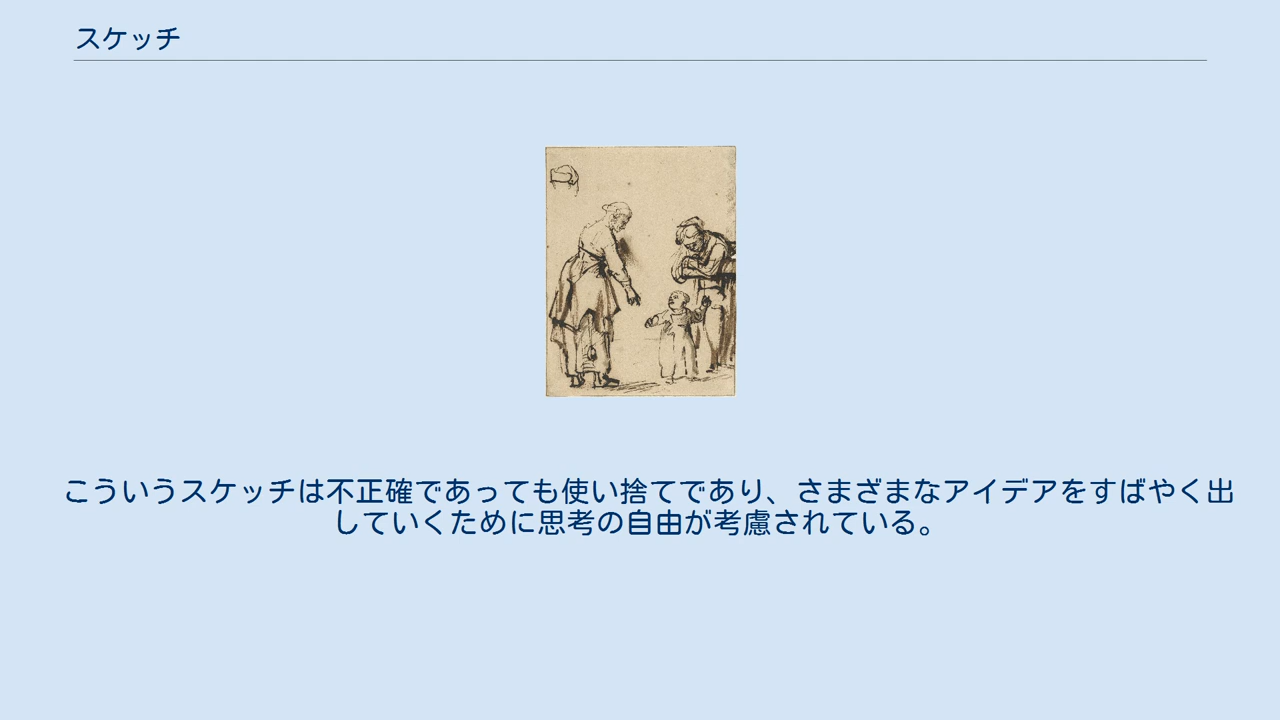 スケッチ
こういうスケッチは不正確であっても使い捨てであり、さまざまなアイデアをすばやく出
していくために思考の自由が考慮されている。